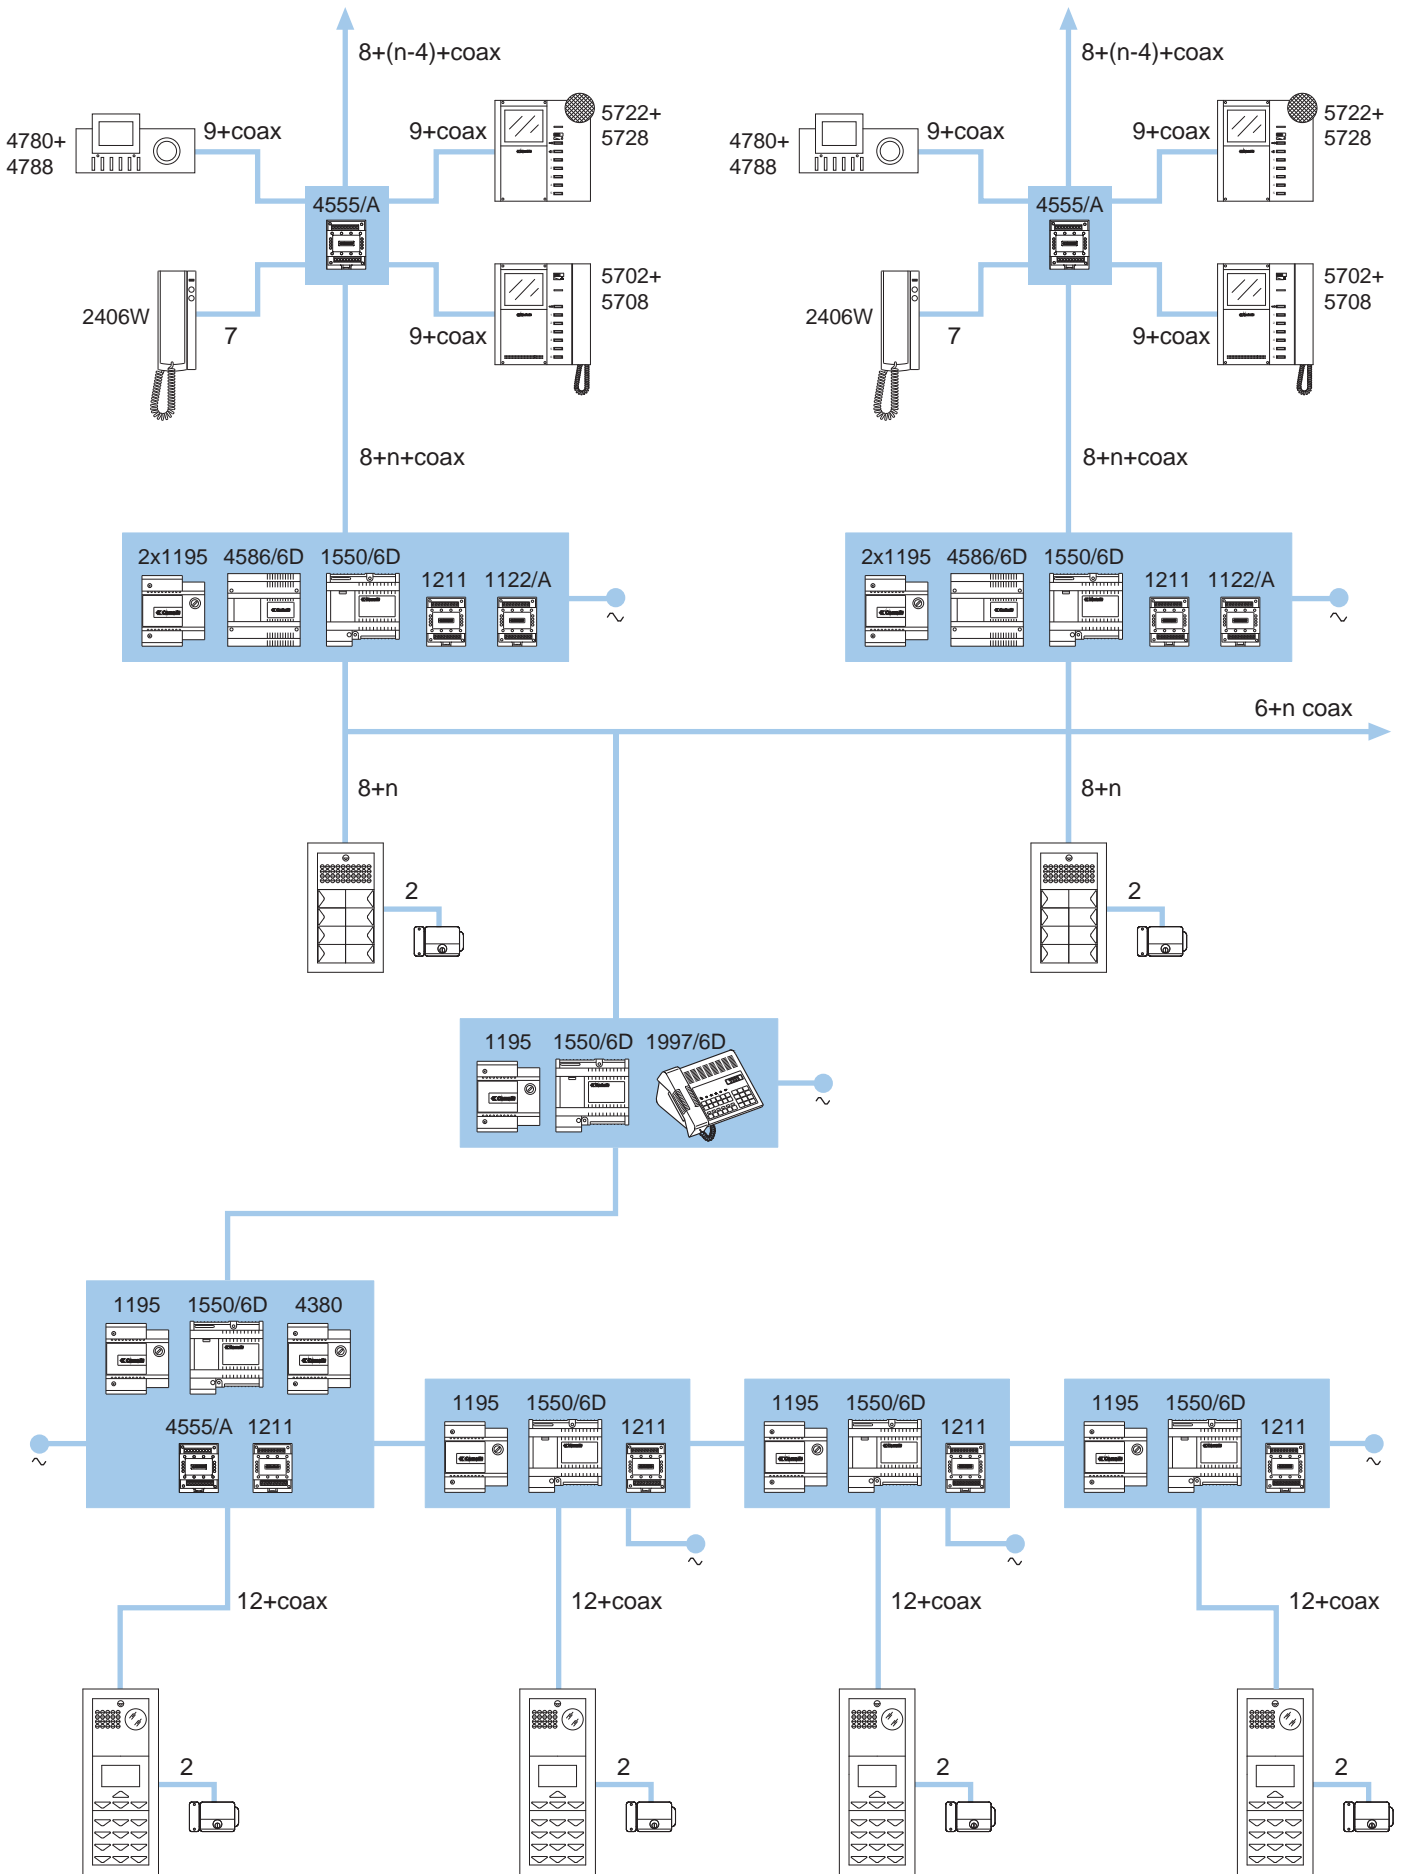 8+(n-4)+coax
8+(n-4)+coax
4780+
4788
9+coax
9+coax
5722+
5728
4780+
4788
9+coax
9+coax
5722+
5728
4555/A
4555/A
2406W
7
9+coax
5702+
5708
2406W
7
9+coax
5702+
5708
8+n+coax
8+n+coax
2x1195 4586/6D 1550/6D 1211 1122/A
~
2x1195 4586/6D 1550/6D 1211 1122/A
~
6+n coax
8+n
8+n
2
2
1195 1550/6D 1997/6D
~
1195 1550/6D 4380
4555/A 1211
~
1195 1550/6D 1211
~
1195 1550/6D 1211
~
1195 1550/6D 1211
~
12+coax
12+coax
12+coax
12+coax
2
2
2
2